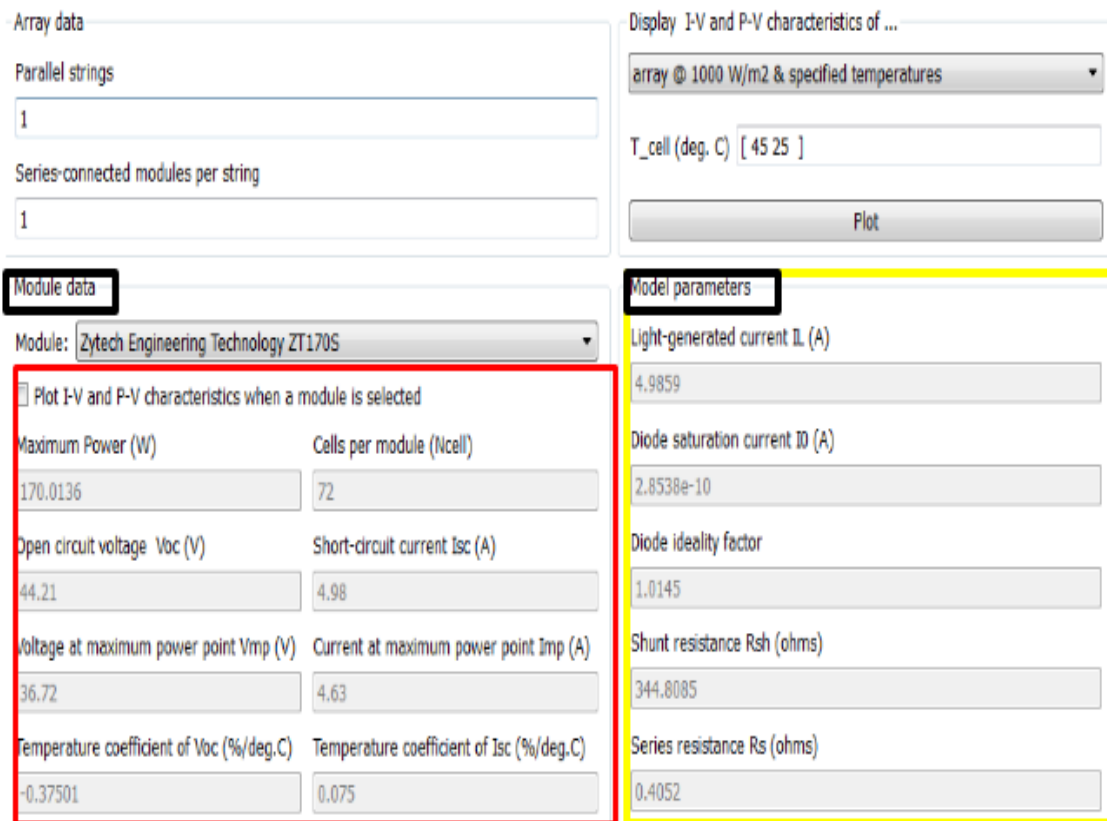 Array data
Parallel strings
1
Series-connected modules per string
1
Display I-V and P-V characteristics of ...
array @ 1000 W/m2 & specified temperatures
T_cell (deg. C) [ 45 25 ]
Plot
Module data
Module: Zytech Engineering Technology ZT170S
Plot I-V and P-V characteristics when a module is selected
Maximum Power (W) Cells per module (Ncell)
170.0136 72
Open circuit voltage Voc (V) Short-circuit current Isc (A)
44.21 4.98
Voltage at maximum power point Vmp (V) Current at maximum power point Imp (A)
36.72 4.63
Temperature coefficient of Voc (%/deg.C) Temperature coefficient of Isc (%/deg.C)
-0.37501 0.075
Model parameters
Light-generated current IL (A)
4.9859
Diode saturation current I0 (A)
2.8538e-10
Diode ideality factor
1.0145
Shunt resistance Rsh (ohms)
344.8085
Series resistance Rs (ohms)
0.4052